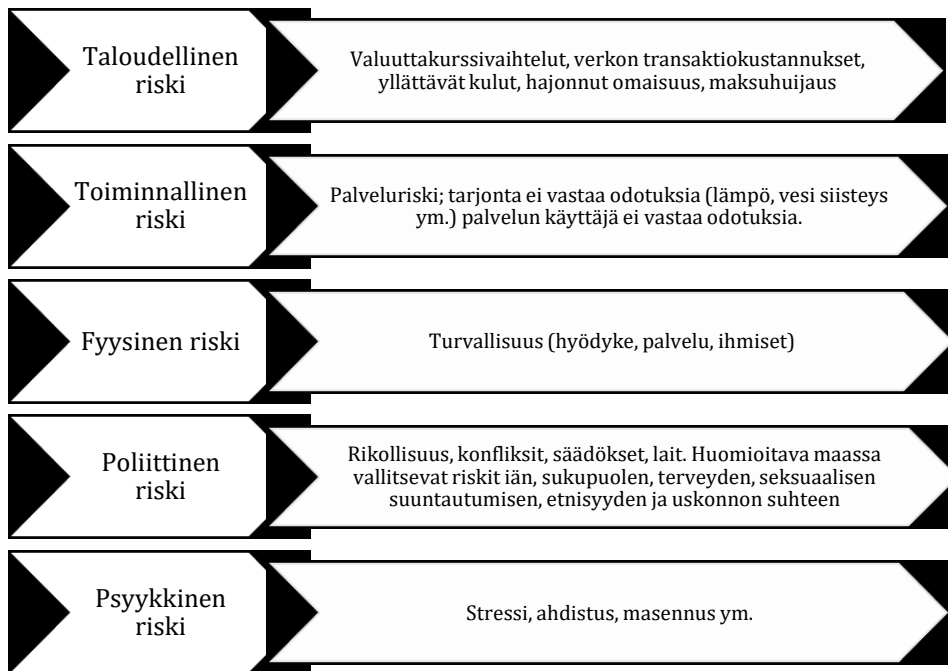 Taloudellinen
riski
Valuuttakurssivaihtelut, verkon transaktiokustannukset,
yllättävät kulut, hajonnut omaisuus, maksuhuijaus
Toiminnallinen
riski
Palveluriski; tarjonta ei vastaa odotuksia (lämpö, vesi siisteys
ym.) palvelun käyttäjä ei vastaa odotuksia.
Fyysinen riski
Turvallisuus (hyödyke, palvelu, ihmiset)
Poliittinen
riski
Rikollisuus, konfliksit, säädökset, lait. Huomioitava maassa
vallitsevat riskit iän, sukupuolen, terveyden, seksuaalisen
suuntautumisen, etnisyyden ja uskonnon suhteen
Psyykkinen
riski
Stressi, ahdistus, masennus ym.